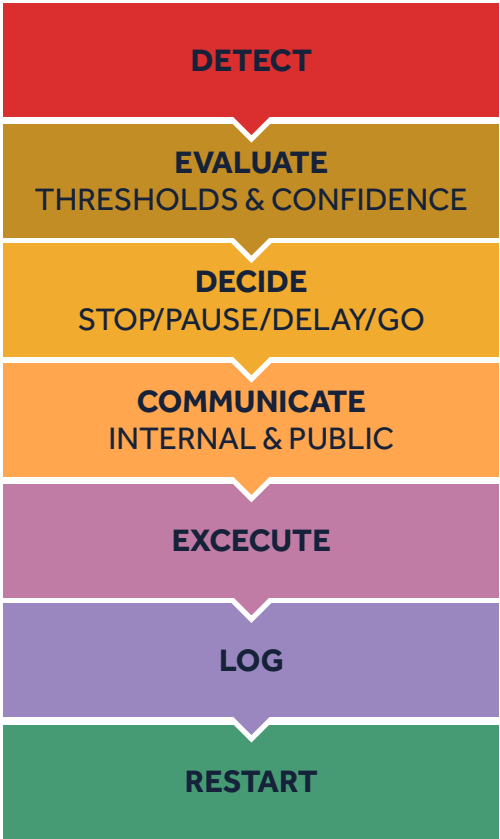 DETECT
EVALUATE
THRESHOLDS & CONFIDENCE
DECIDE
STOP/PAUSE/DELAY/GO
COMMUNICATE
INTERNAL & PUBLIC
EXCECUTE
LOG
RESTART